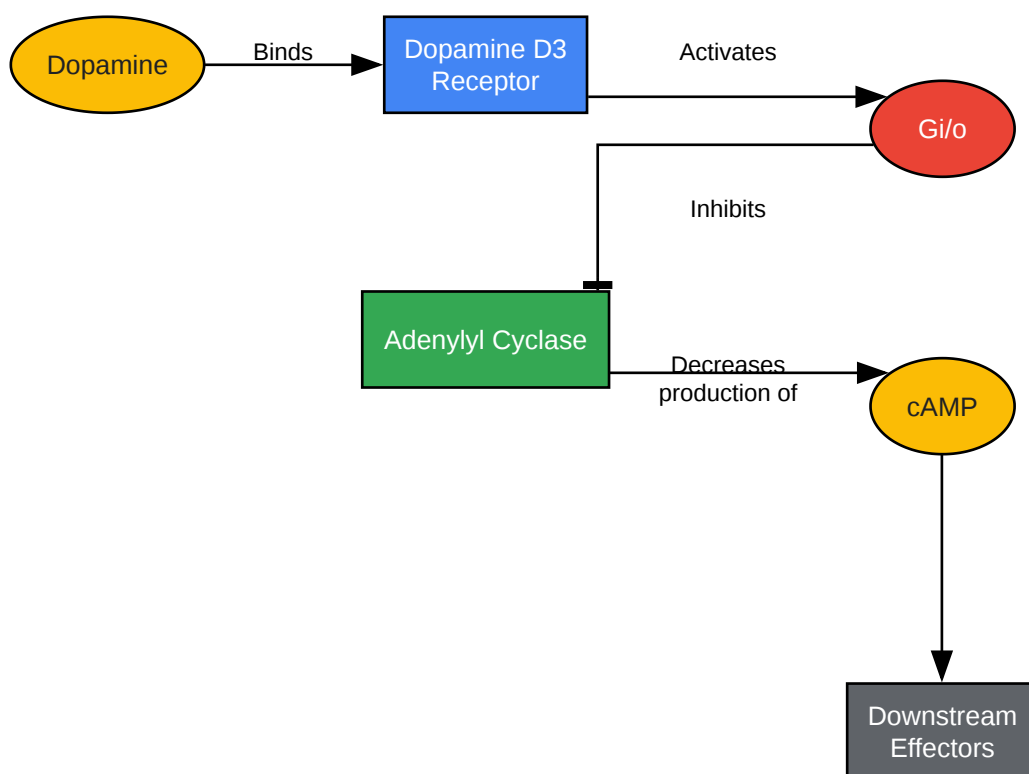 Dopamine
Binds
Dopamine D3
Receptor
Activates
Gi/o
Inhibits
Adenylyl Cyclase
Decreases
production of
cAMP
Downstream
Effectors